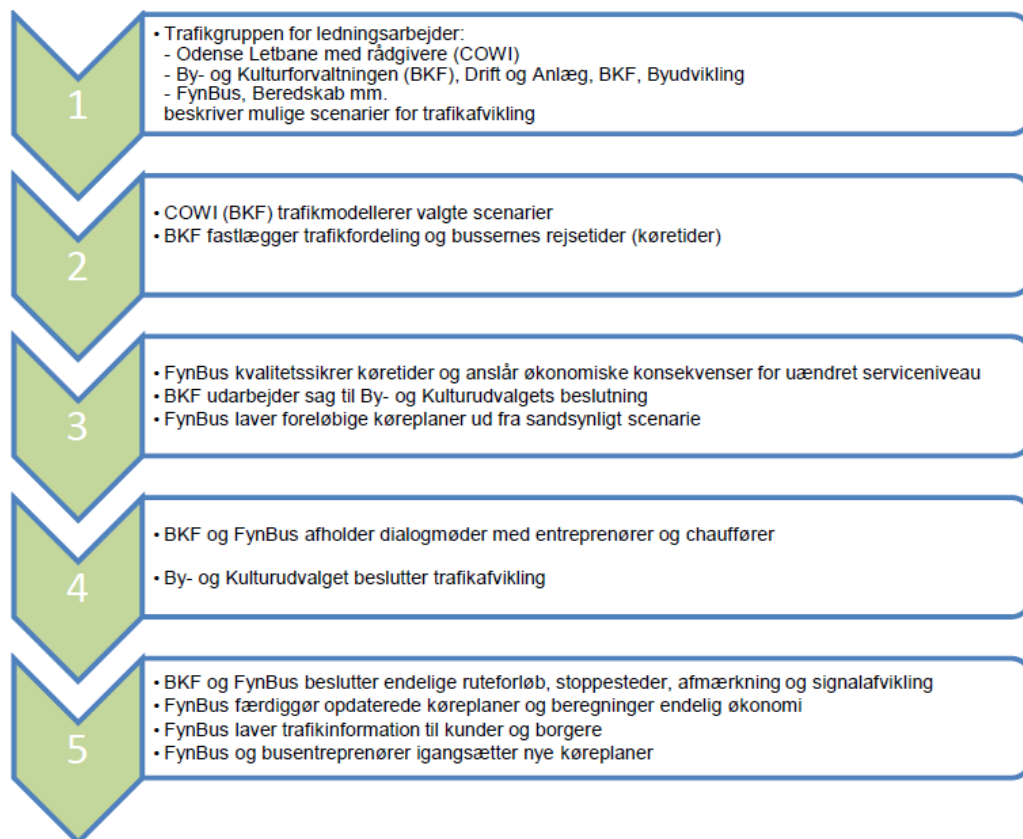 1
• Trafikgruppen for ledningsarbejder:
- Odense Letbane med rådgivere (COWI)
- By- og Kulturforvaltningen (BKF), Drift og Anlæg, BKF, Byudvikling
- FynBus, Beredskab mm.
beskriver mulige scenarier for trafikafvikling
2
• COWI (BKF) trafikmodellerer valgte scenarier
• BKF fastlægger trafikfordeling og bussernes rejsetider (køretider)
3
• FynBus kvalitetssikrer køretider og anslår økonomiske konsekvenser for uændret serviceniveau
• BKF udarbejder sag til By- og Kulturudvalgets beslutning
• FynBus laver foreløbige køreplaner ud fra sandsynligt scenarie
4
• BKF og FynBus afholder dialogmøder med entreprenører og chauffører
• By- og Kulturudvalget beslutter trafikafvikling
5
• BKF og FynBus beslutter endelige ruteforløb, stoppesteder, afmærkning og signalafvikling
• FynBus færdiggør opdaterede køreplaner og beregninger endelig økonomi
• FynBus laver trafikinformation til kunder og borgere
• FynBus og busentreprenører igangsætter nye køreplaner